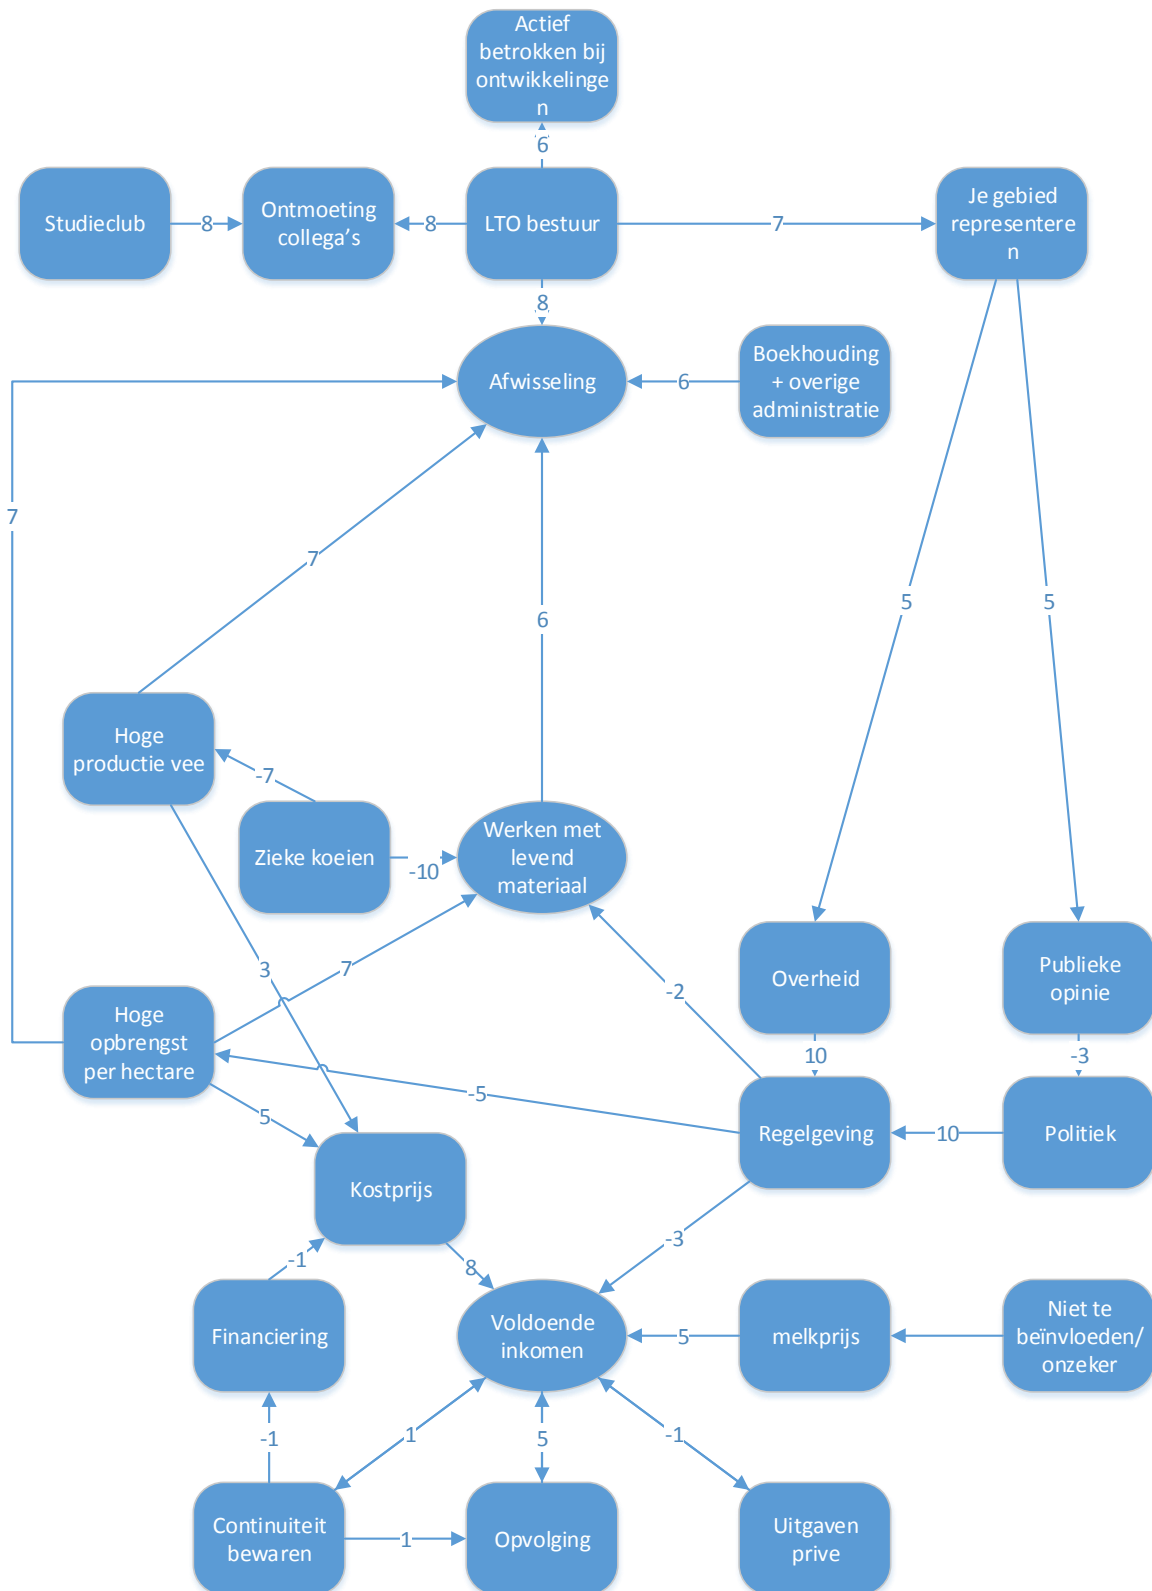 Actief
betrokken bij
ontwikkelinge
n
6
Studieclub
8
Ontmoeting
collega's
8
LTO bestuur
7
Je gebied
representere
n
8
Afwisseling
6
Boekhouding
+ overige
administratie
7
7
6
5
5
Hoge
productie vee
-7
Zieke koeien
-10
Werken met
levend
materiaal
3
7
-2
Overheid
Publieke
opinie
Hoge
opbrengst
per hectare
10
-3
5
-5
Regelgeving
10
Politiek
Kostprijs
-1
8
-3
Financiering
Voldoende
inkomen
5
melkprijs
Niet te
beïnvloeden/
onzeker
-1
1
5
-1
Continuiteit
bewaren
1
Opvolging
Uitgaven
prive